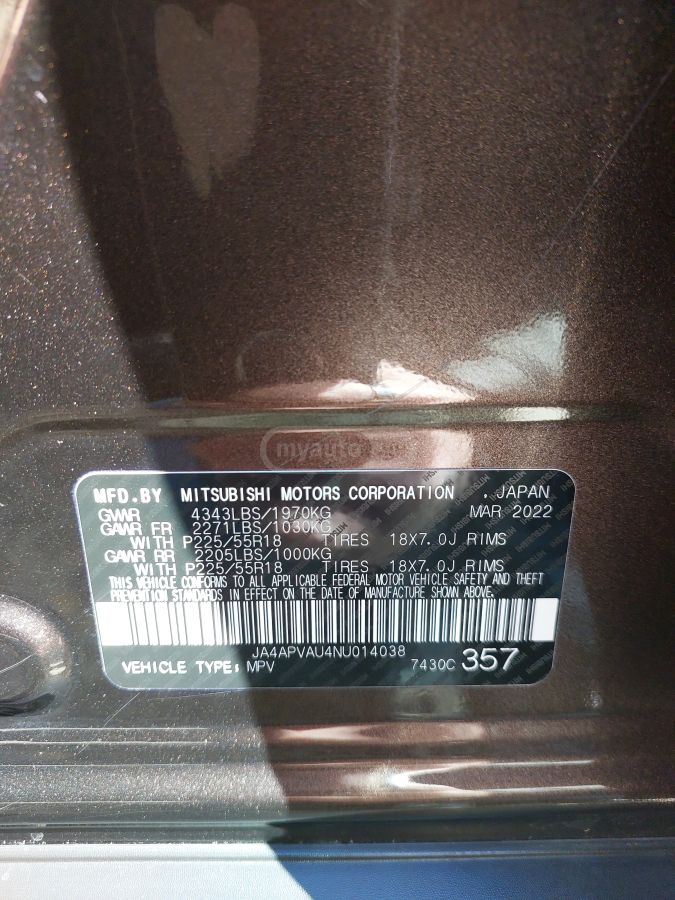 myauto
MFD.BY MITSUBISHI MOTORS CORPORATION , JAPAN
GVWR 4343LBS/1970KG MAR 2022
GAWR FR 2271LBS/1030KG
WITH P225/55R18 TIRES 18X7.0J RIMS
GAWR RR 2205LBS/1000KG
WITH P225/55R18 TIRES 18X7.0J RIMS
THIS VEHICLE CONFORMS TO ALL APPLICABLE FEDERAL MOTOR VEHICLE SAFETY AND THEFT
PREVENTION STANDARDS IN EFFECT ON THE DATE OF MANUFACTURE SHOWN ABOVE.
JA4APVAU4NU014038
VEHICLE TYPE: MPV 7430C 357